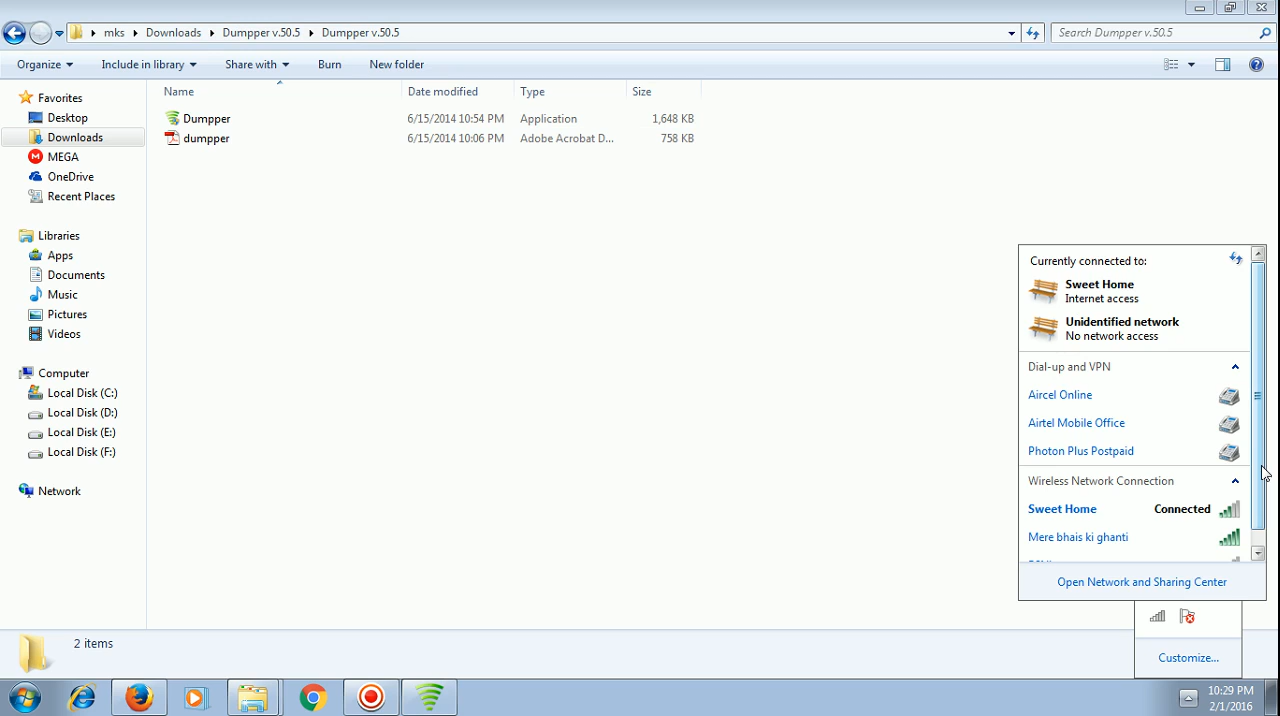 mks Downloads Dumpper v.50.5 Dumpper v.50.5
Search Dumpper v.50.5
Organize Include in library Share with Burn New folder
Name Date modified Type Size
Dumpper 6/15/2014 10:54 PM Application 1,648 KB
dumpper 6/15/2014 10:06 PM Adobe Acrobat D... 758 KB
Favorites
Desktop
Downloads
MEGA
OneDrive
Recent Places
Libraries
Apps
Documents
Music
Pictures
Videos
Computer
Local Disk (C:)
Local Disk (D:)
Local Disk (E:)
Local Disk (F:)
Network
Currently connected to:
Sweet Home
Internet access
Unidentified network
No network access
Dial-up and VPN
Aircel Online
Airtel Mobile Office
Photon Plus Postpaid
Wireless Network Connection
Sweet Home Connected
Mere bhais ki ghanti
Open Network and Sharing Center
Customize...
2 items
10:29 PM
2/1/2016